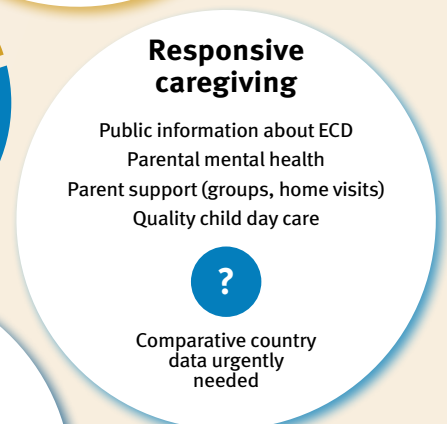 Responsive
caregiving
Public information about ECD
Parental mental health
Parent support (groups, home visits)
Quality child day care
?
Comparative country
data urgently
needed